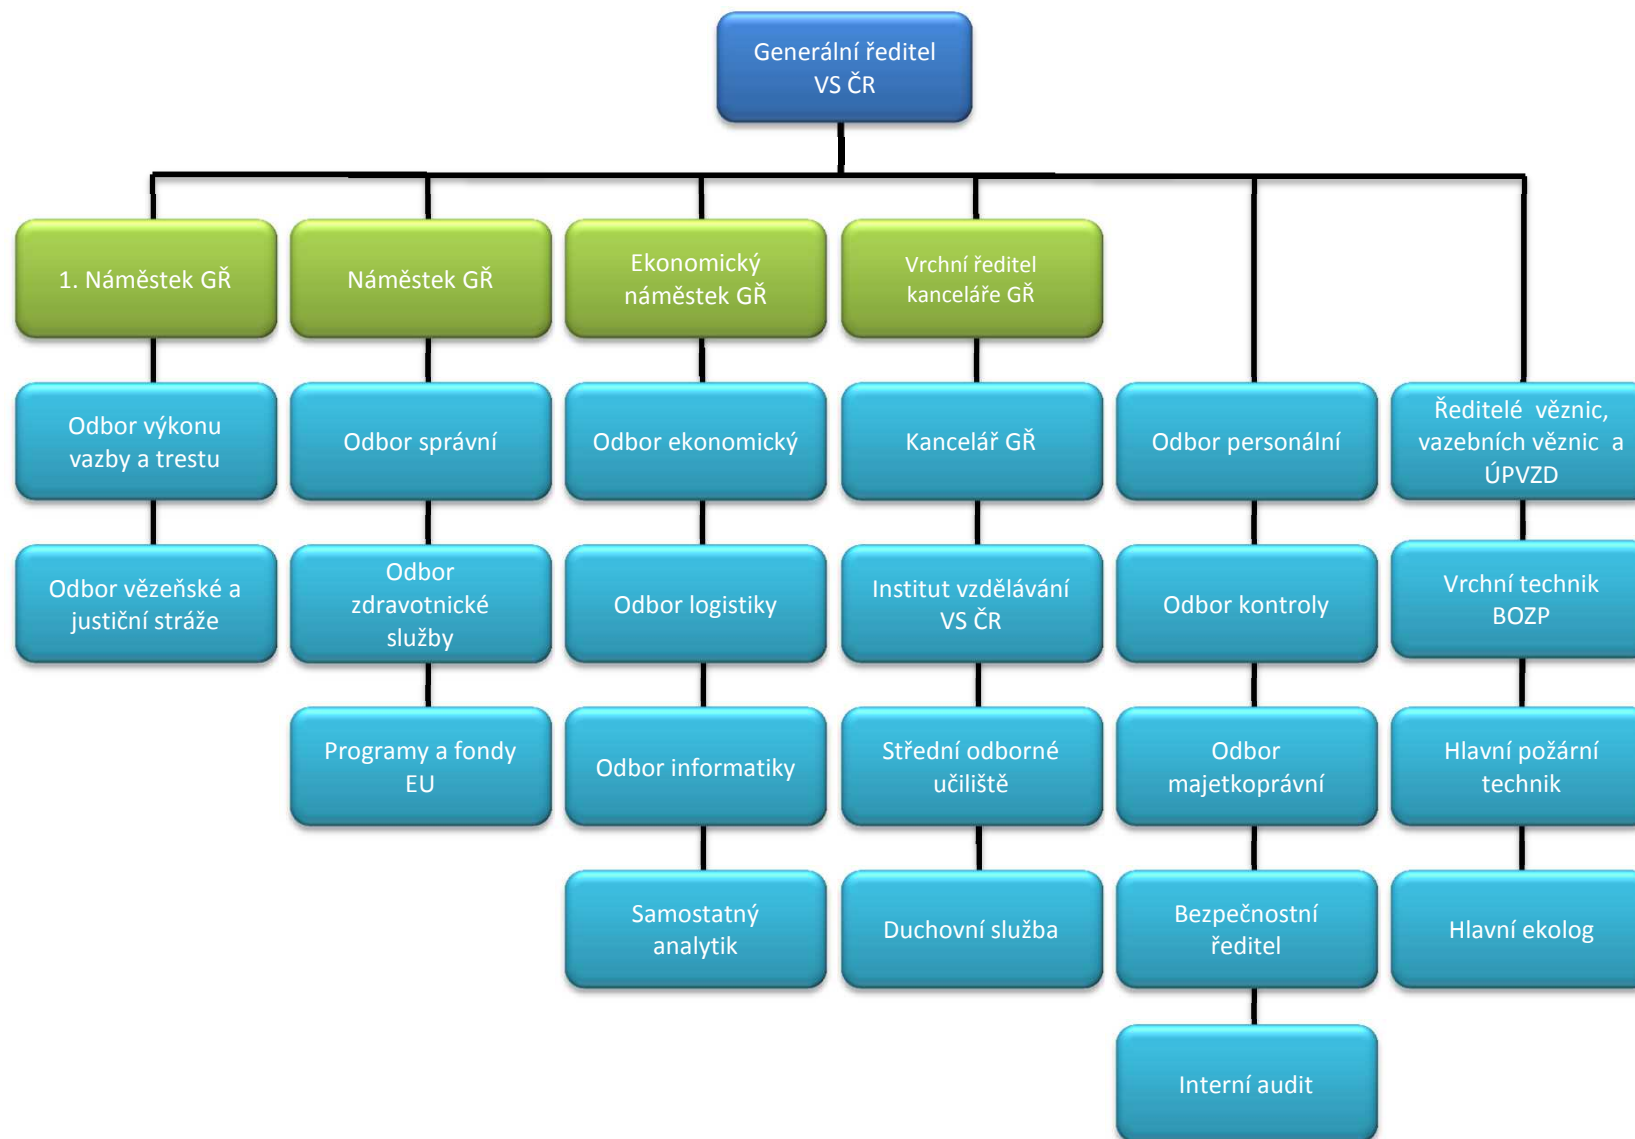 Generální ředitel
VS ČR
1. Náměstek GŘ
Náměstek GŘ
Ekonomický
náměstek GŘ
Vrchní ředitel
kanceláře GŘ
Odbor výkonu
vazby a trestu
Odbor správní
Odbor ekonomický
Kancelář GŘ
Odbor personální
Ředitelé věznic,
vazebních věznic a
ÚPVZD
Odbor vězeňské a
justiční stráže
Odbor
zdravotnické
služby
Odbor logistiky
Institut vzdělávání
VS ČR
Odbor kontroly
Vrchní technik
BOZP
Programy a fondy
EU
Odbor informatiky
Střední odborné
učiliště
Odbor
majetkoprávní
Hlavní požární
technik
Samostatný
analytik
Duchovní služba
Bezpečnostní
ředitel
Hlavní ekolog
Interní audit